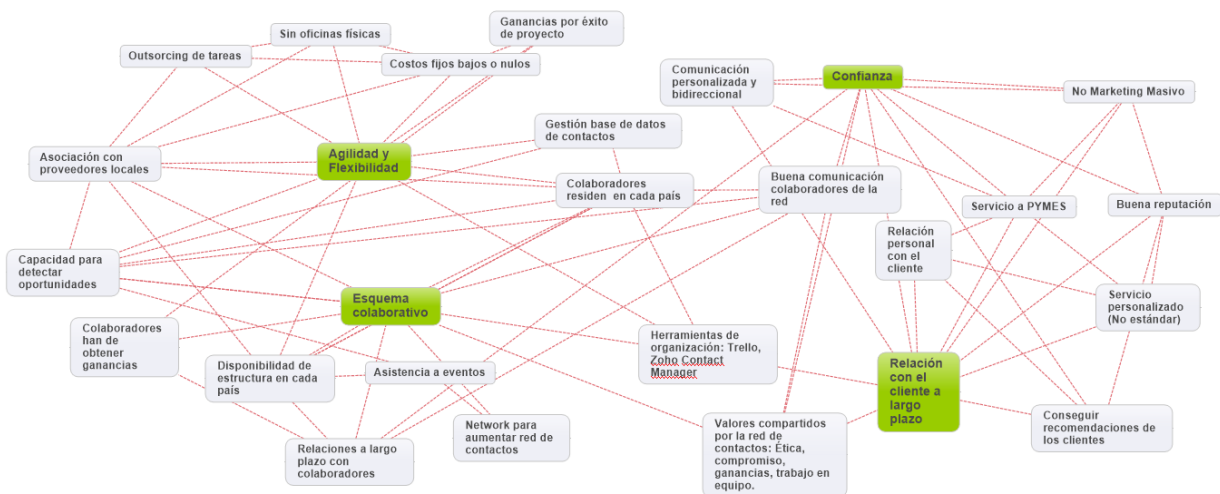 Ganancias por éxito
de proyecto
Sin oficinas físicas
Outsorcing de tareas
Costos fijos bajos o nulos
Comunicación
personalizada y
bidireccional
Confianza
No Marketing Masivo
Gestión base de datos
de contactos
Agilidad y
Flexibilidad
Asociación con
proveedores locales
Colaboradores
residen en cada país
Buena comunicación
colaboradores de la
red
Servicio a PYMES
Buena reputación
Relación
personal
con el
cliente
Capacidad para
detectar
oportunidades
Esquema
colaborativo
Servicio
personalizado
(No estándar)
Colaboradores
han de
obtener
ganancias
Herramientas de
organización: Trello,
Zoho Contact
Manager
Disponibilidad de
estructura en cada
país
Asistencia a eventos
Relación
con el
cliente a
largo
plazo
Conseguir
recomendaciones de
los clientes
Network para
aumentar red de
contactos
Valores compartidos
por la red de
contactos: Ética,
compromiso,
ganancias, trabajo en
equipo.
Relaciones a largo
plazo con
colaboradores